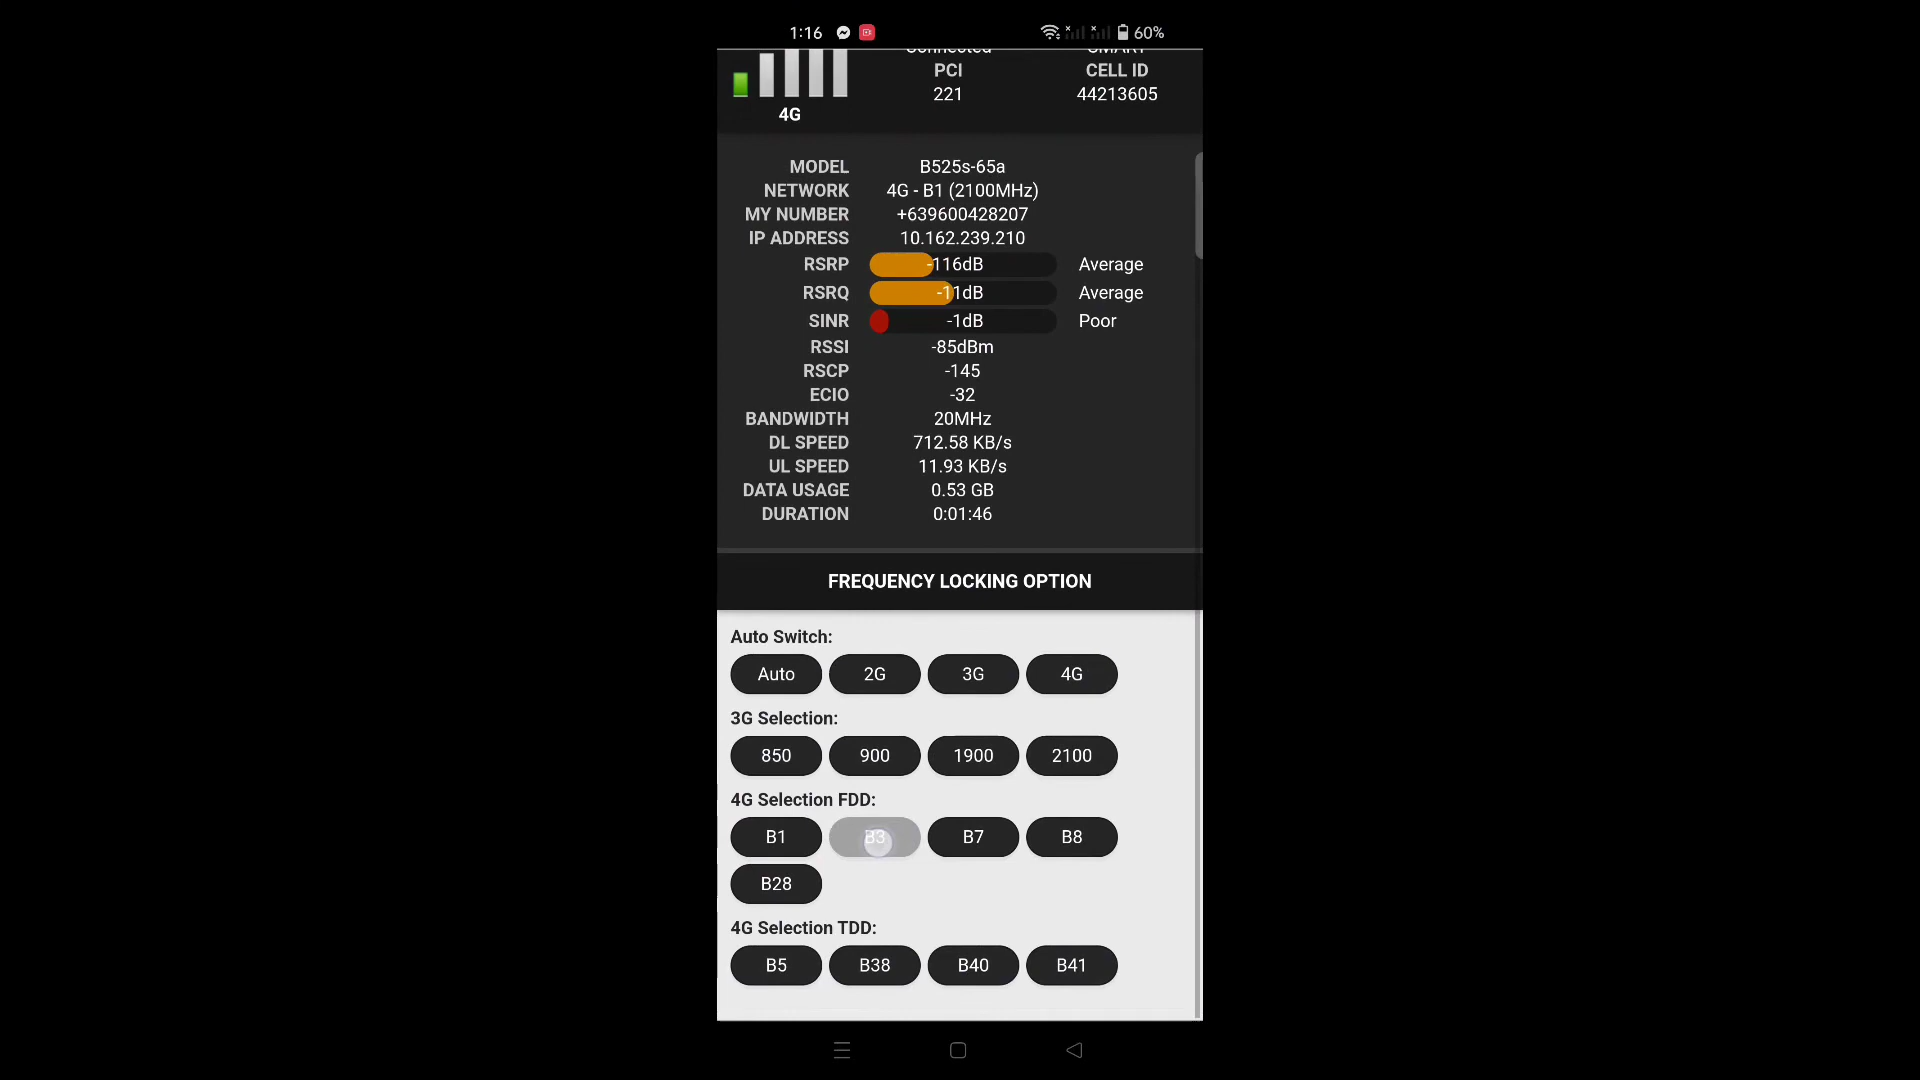 1:16 60%
Connected SMART
PCI CELL ID
221 44213605
4G
MODEL B525s-65a
NETWORK 4G - B1 (2100MHz)
MY NUMBER +639600428207
IP ADDRESS 10.162.239.210
RSRP -116dB Average
RSRQ -11dB Average
SINR -1dB Poor
RSSI -85dBm
RSCP -145
ECIO -32
BANDWIDTH 20MHz
DL SPEED 712.58 KB/s
UL SPEED 11.93 KB/s
DATA USAGE 0.53 GB
DURATION 0:01:46
FREQUENCY LOCKING OPTION
Auto Switch:
Auto 2G 3G 4G
3G Selection:
850 900 1900 2100
4G Selection FDD:
B1 B3 B7 B8
B28
4G Selection TDD:
B5 B38 B40 B41